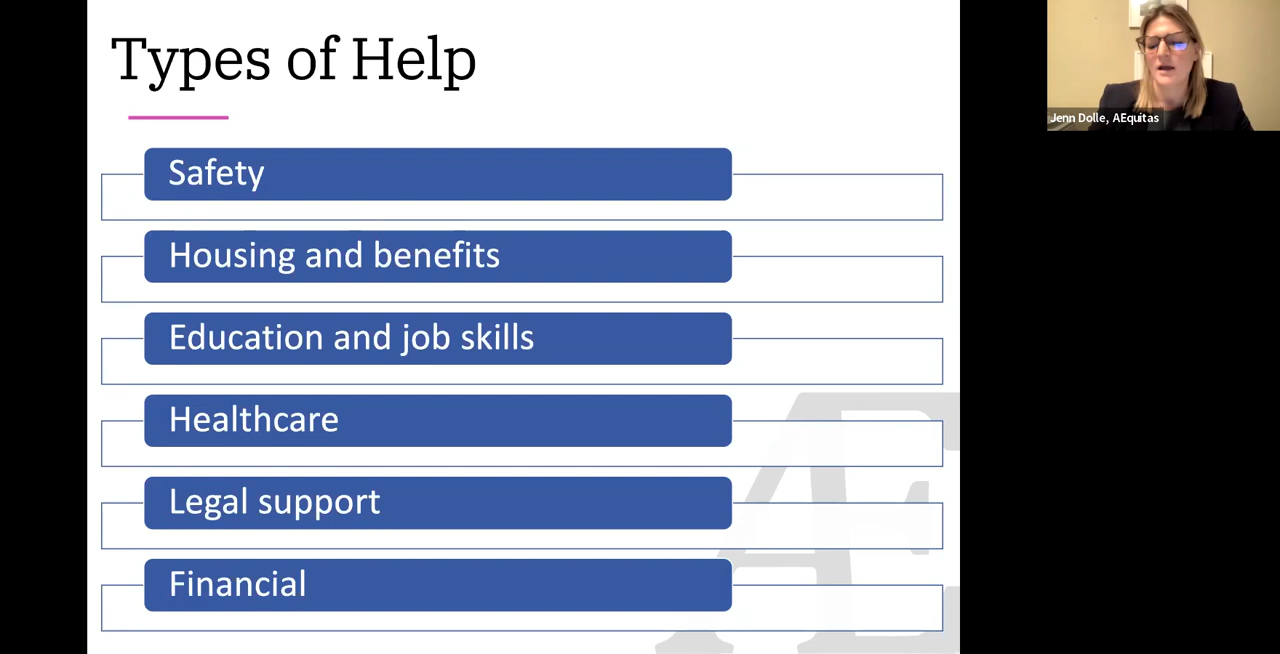 Types of Help
Safety
Housing and benefits
Education and job skills
Healthcare
Legal support
Financial
Æ
Jenn Dolle, AEquitas